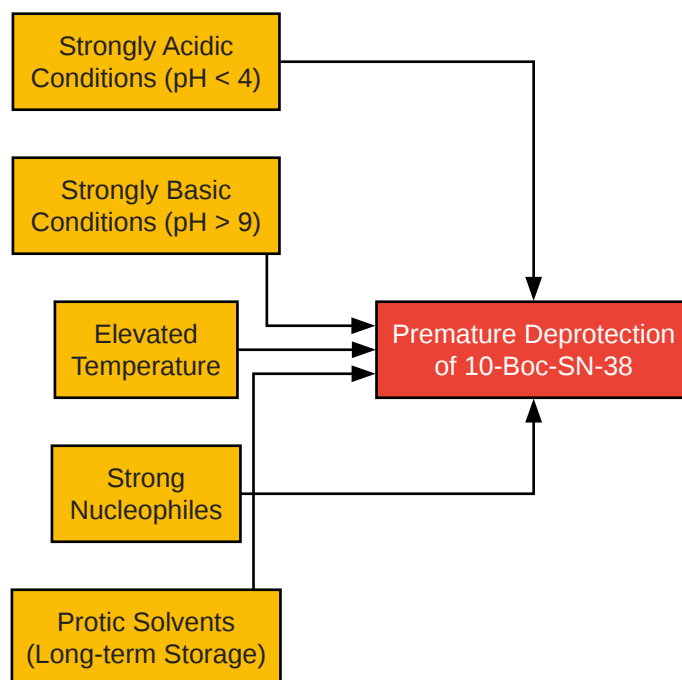 Strongly Acidic
Conditions (pH < 4)
Strongly Basic
Conditions (pH > 9)
Elevated
Temperature
Premature Deprotection
of 10-Boc-SN-38
Strong
Nucleophiles
Protic Solvents
(Long-term Storage)